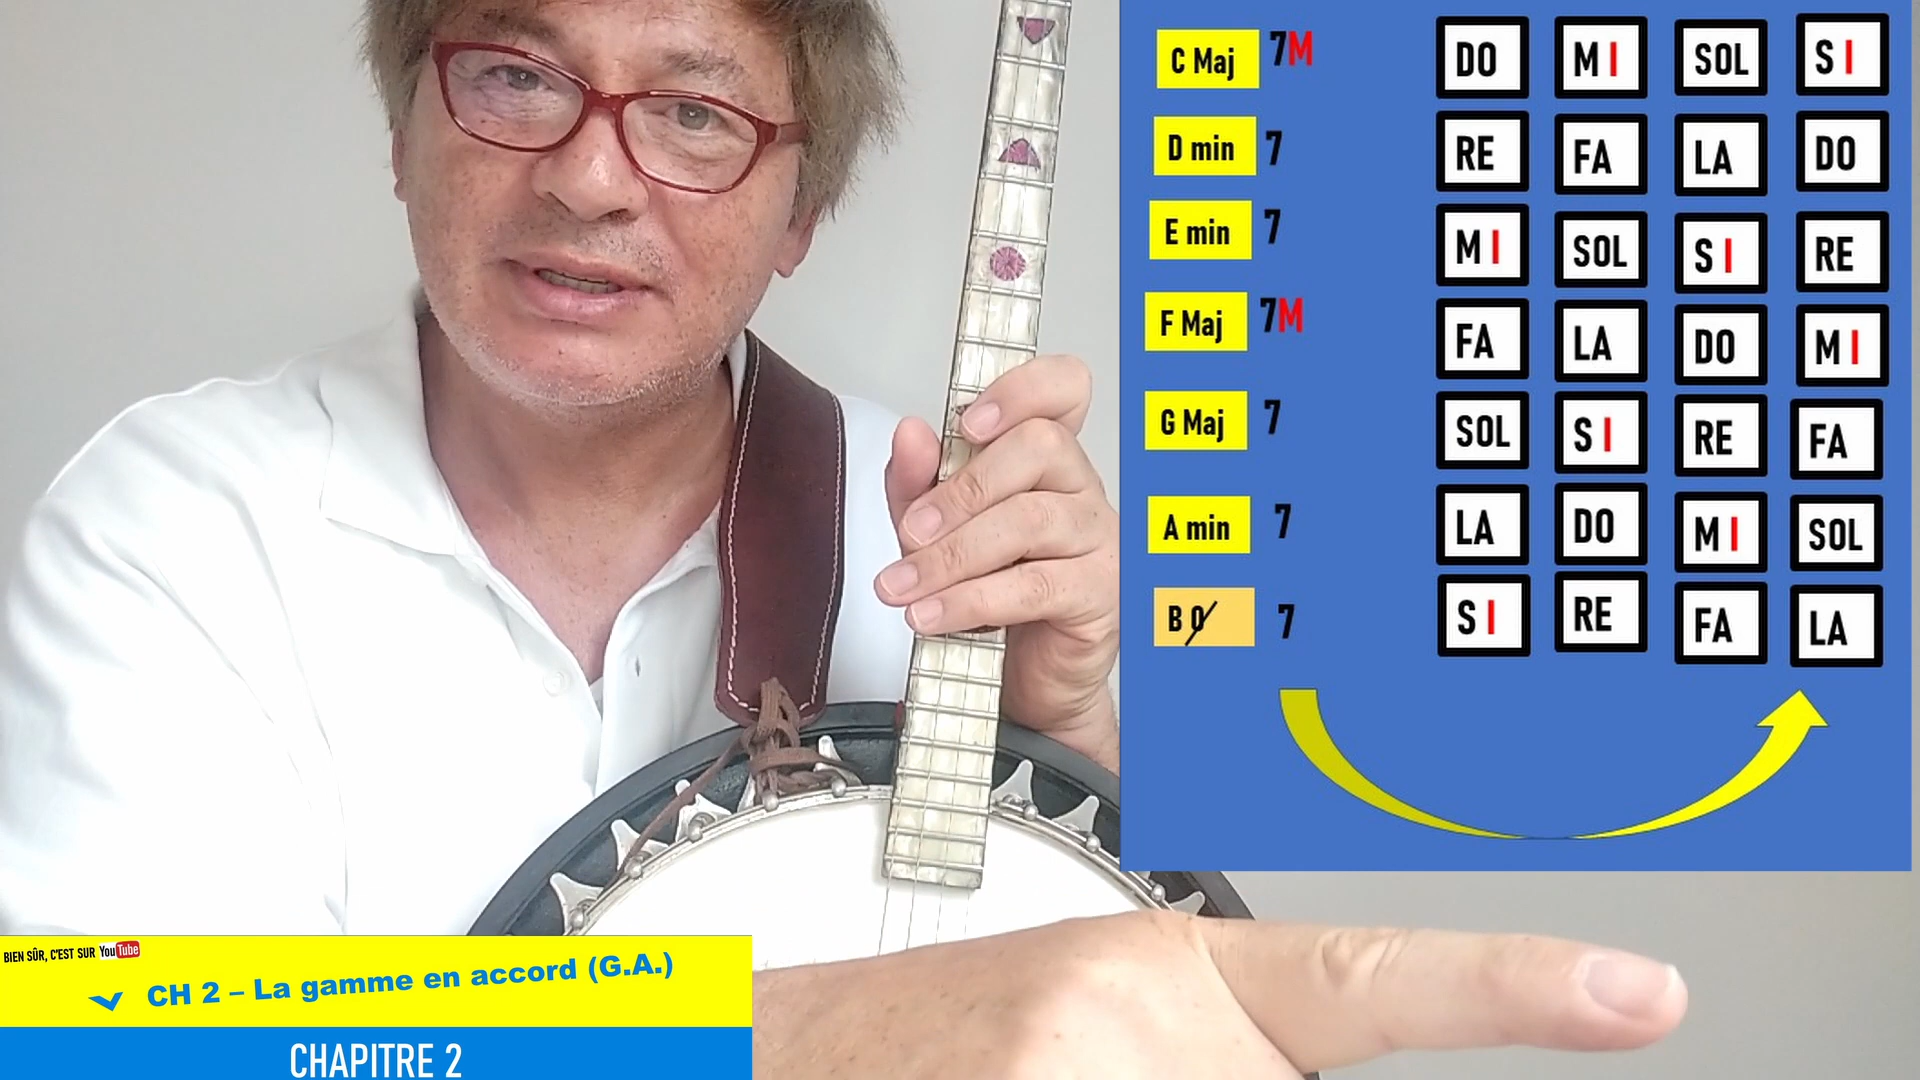 C Maj 7M DO MI SOL SI
D min 7 RE FA LA DO
E min 7 MI SOL SI RE
F Maj 7M FA LA DO MI
G Maj 7 SOL SI RE FA
A min 7 LA DO MI SOL
B Ø 7 SI RE FA LA
BIEN SÛR, C'EST SUR YouTube
CH 2 – La gamme en accord (G.A.)
CHAPITRE 2